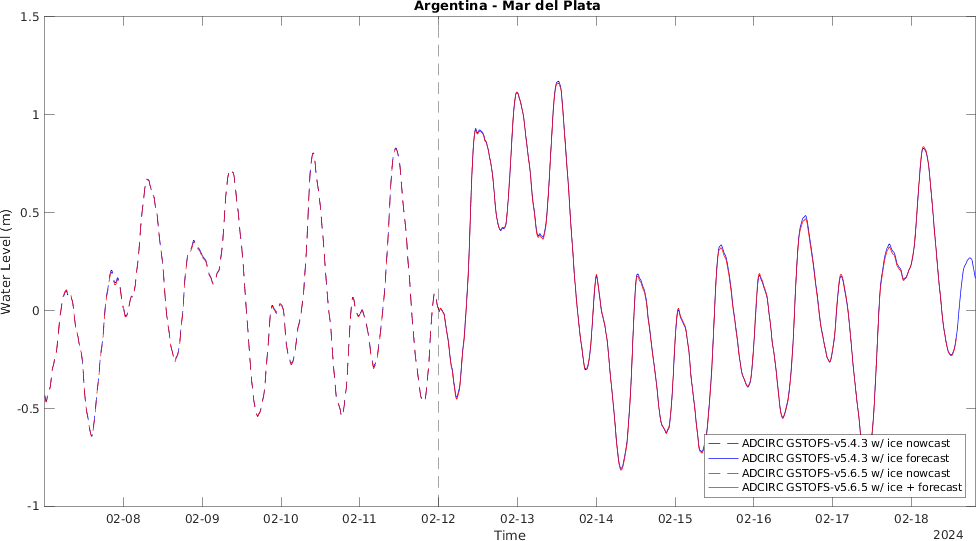 Argentina - Mar del Plata
1.5
1
0.5
0
-0.5
-1
Water Level (m)
02-08 02-09 02-10 02-11 02-12 02-13 02-14 02-15 02-16 02-17 02-18
Time
2024
ADCIRC GSTOFS-v5.4.3 w/ ice nowcast
ADCIRC GSTOFS-v5.4.3 w/ ice forecast
ADCIRC GSTOFS-v5.6.5 w/ ice nowcast
ADCIRC GSTOFS-v5.6.5 w/ ice + forecast